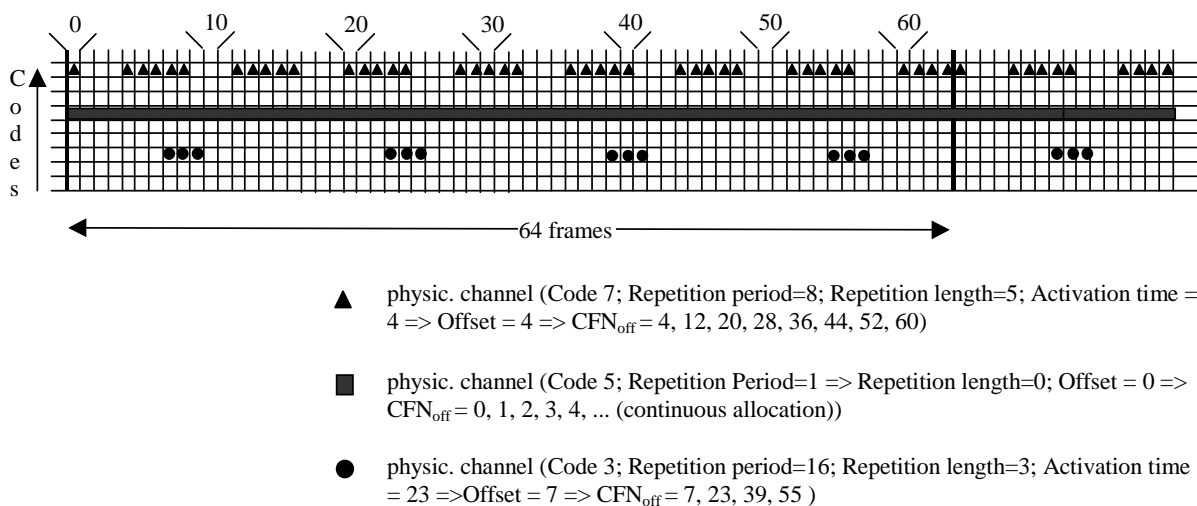 0 10 20 30 40 50 60
C
o
d
e
s
64 frames
physic. channel (Code 7; Repetition period=8; Repetition length=5; Activation time =
4 => Offset = 4 => CFNoff = 4, 12, 20, 28, 36, 44, 52, 60)
physic. channel (Code 5; Repetition Period=1 => Repetition length=0; Offset = 0 =>
CFNoff = 0, 1, 2, 3, 4, ... (continuous allocation))
physic. channel (Code 3; Repetition period=16; Repetition length=3; Activation time
= 23 =>Offset = 7 => CFNoff = 7, 23, 39, 55 )